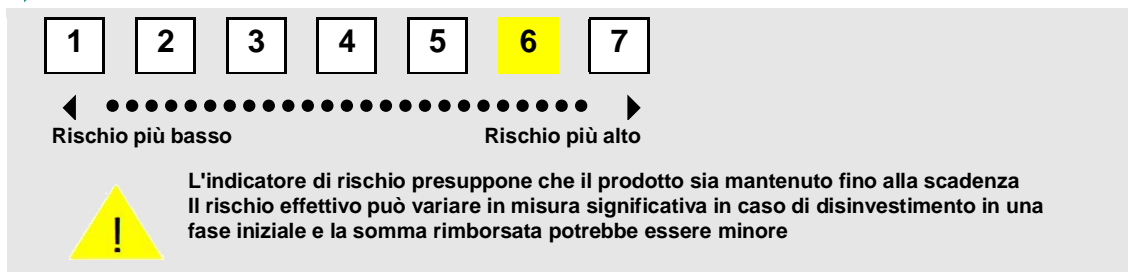 1 2 3 4 5 6 7
Rischio più basso Rischio più alto
L'indicatore di rischio presuppone che il prodotto sia mantenuto fino alla scadenza
Il rischio effettivo può variare in misura significativa in caso di disinvestimento in una
fase iniziale e la somma rimborsata potrebbe essere minore
!